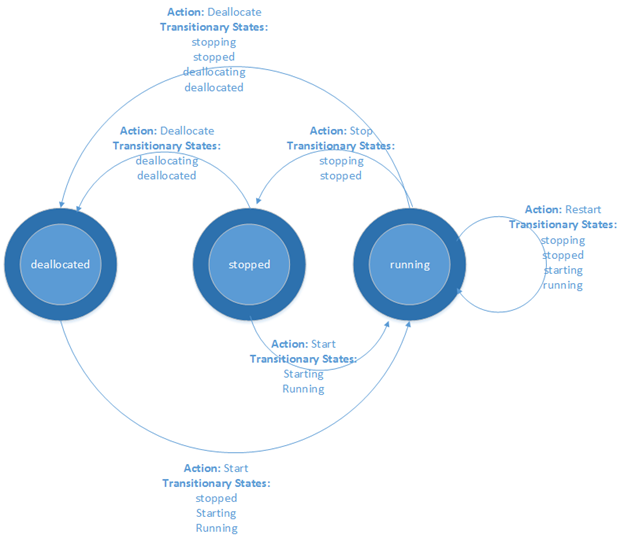 Action: Deallocate
Transitionary States:
stopping
stopped
deallocating
deallocated
Action: Deallocate
Transitionary States:
deallocating
deallocated
Action: Stop
Transitionary States:
stopping
stopped
Action: Restart
Transitionary States:
stopping
stopped
starting
running
deallocated
stopped
running
Action: Start
Transitionary States:
Starting
Running
Action: Start
Transitionary States:
stopped
Starting
Running